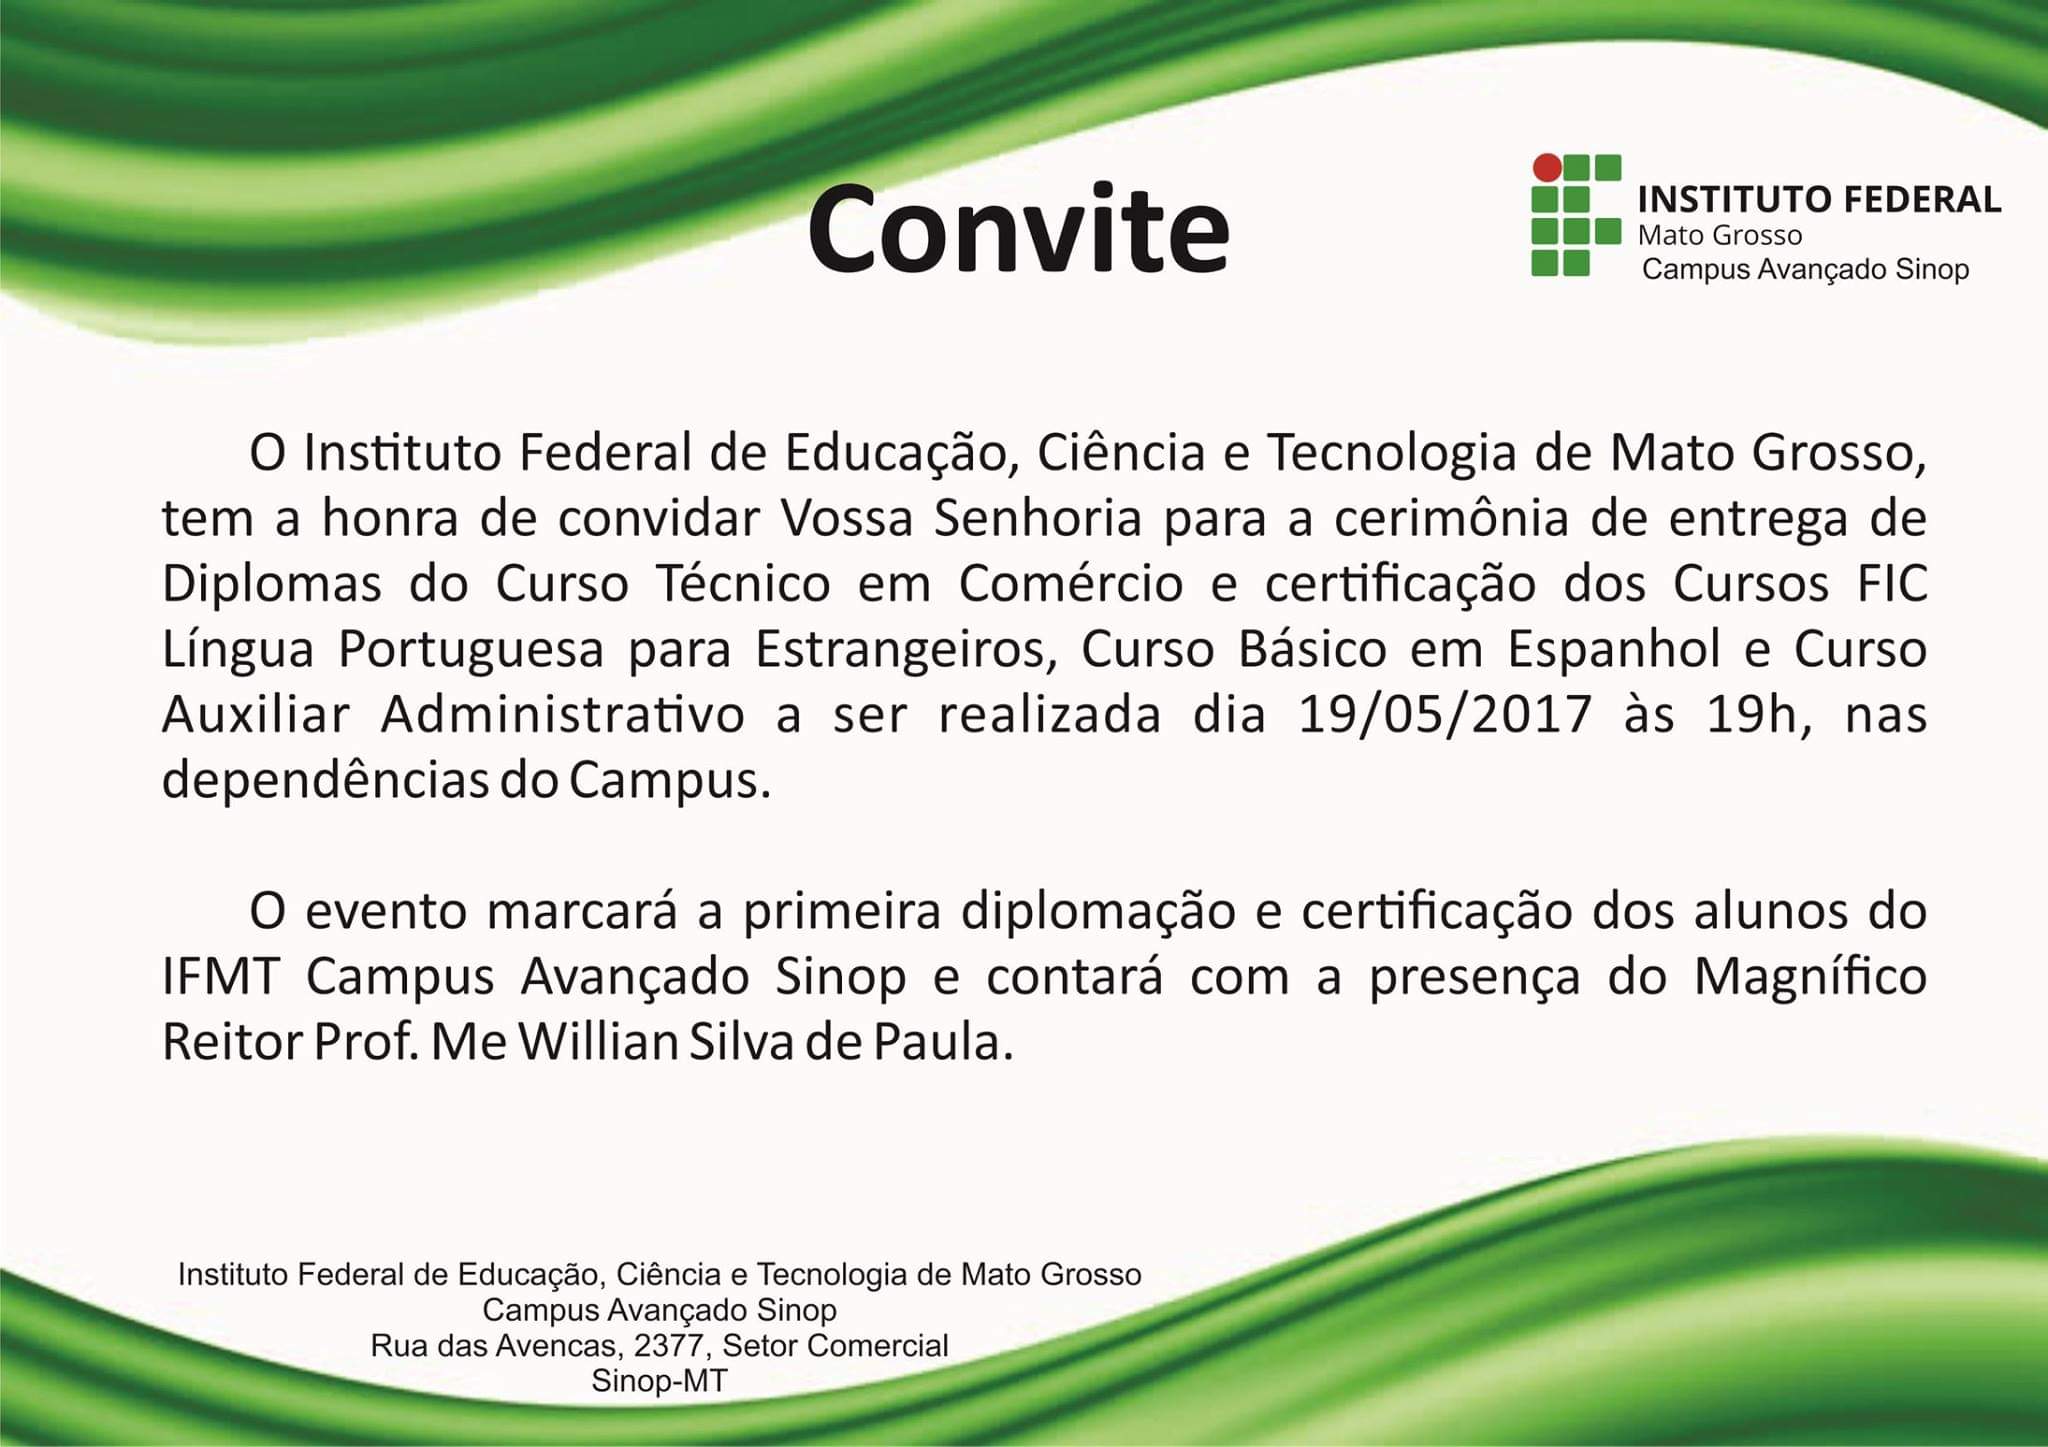 Convite
INSTITUTO FEDERAL
Mato Grosso
Campus Avançado Sinop
O Instituto Federal de Educação, Ciência e Tecnologia de Mato Grosso,
tem a honra de convidar Vossa Senhoria para a cerimônia de entrega de
Diplomas do Curso Técnico em Comércio e certificação dos Cursos FIC
Língua Portuguesa para Estrangeiros, Curso Básico em Espanhol e Curso
Auxiliar Administrativo a ser realizada dia 19/05/2017 às 19h, nas
dependências do Campus.
O evento marcará a primeira diplomação e certificação dos alunos do
IFMT Campus Avançado Sinop e contará com a presença do Magnífico
Reitor Prof. Me Willian Silva de Paula.
Instituto Federal de Educação, Ciência e Tecnologia de Mato Grosso
Campus Avançado Sinop
Rua das Avencas, 2377, Setor Comercial
Sinop-MT